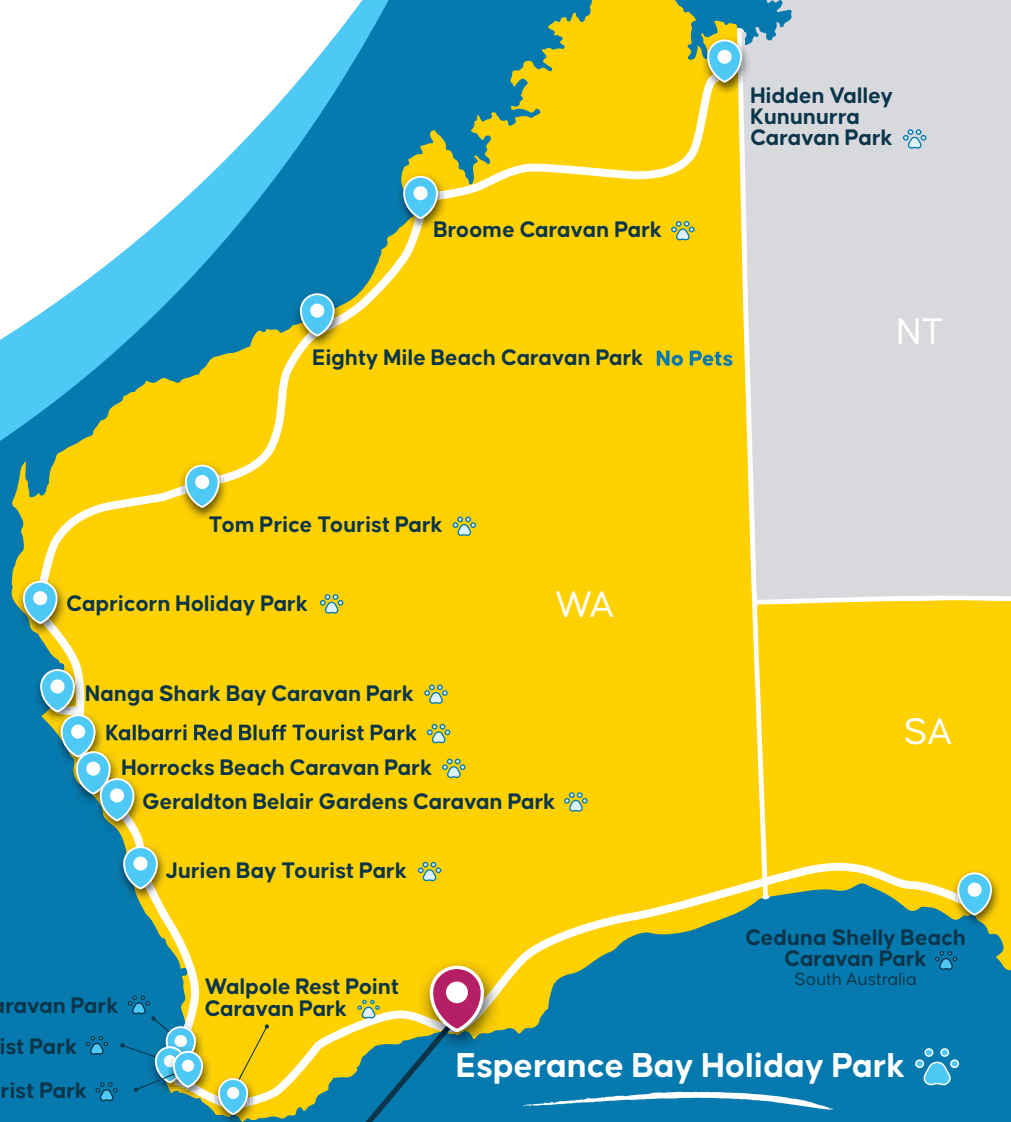 Hidden Valley
Kununurra
Caravan Park
Broome Caravan Park
NT
Eighty Mile Beach Caravan Park No Pets
Tom Price Tourist Park
WA
Capricorn Holiday Park
Nanga Shark Bay Caravan Park
Kalbarri Red Bluff Tourist Park
SA
Horrocks Beach Caravan Park
Geraldton Belair Gardens Caravan Park
Jurien Bay Tourist Park
Ceduna Shelly Beach
Caravan Park
South Australia
Walpole Rest Point
Caravan Park
Park
Park
Park
Esperance Bay Holiday Park